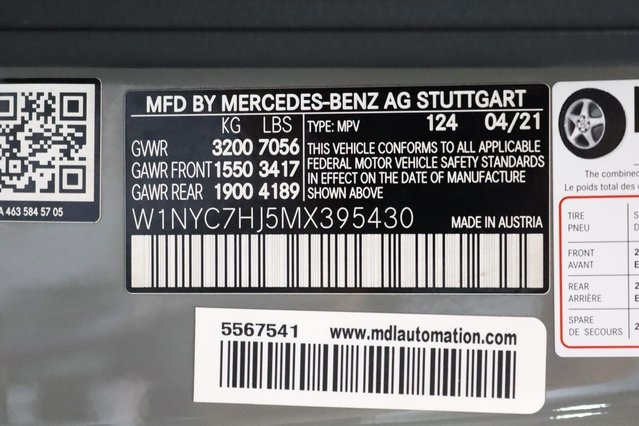 A 463 584 57 05
MFD BY MERCEDES-BENZ AG STUTTGART
KG LBS TYPE: MPV 124 04/21
GVWR 3200 7056
GAWR FRONT 1550 3417
GAWR REAR 1900 4189
THIS VEHICLE CONFORMS TO ALL APPLICABLE
FEDERAL MOTOR VEHICLE SAFETY STANDARDS
IN EFFECT ON THE DATE OF MANUFACTURE
SHOWN ABOVE
W1NYC7HJ5MX395430 MADE IN AUSTRIA
5567541 www.mdlautomation.com
The combined
Le poids total des
TIRE
PNEU
FRONT
AVANT
REAR
ARRIÈRE
SPARE
DE SECOURS